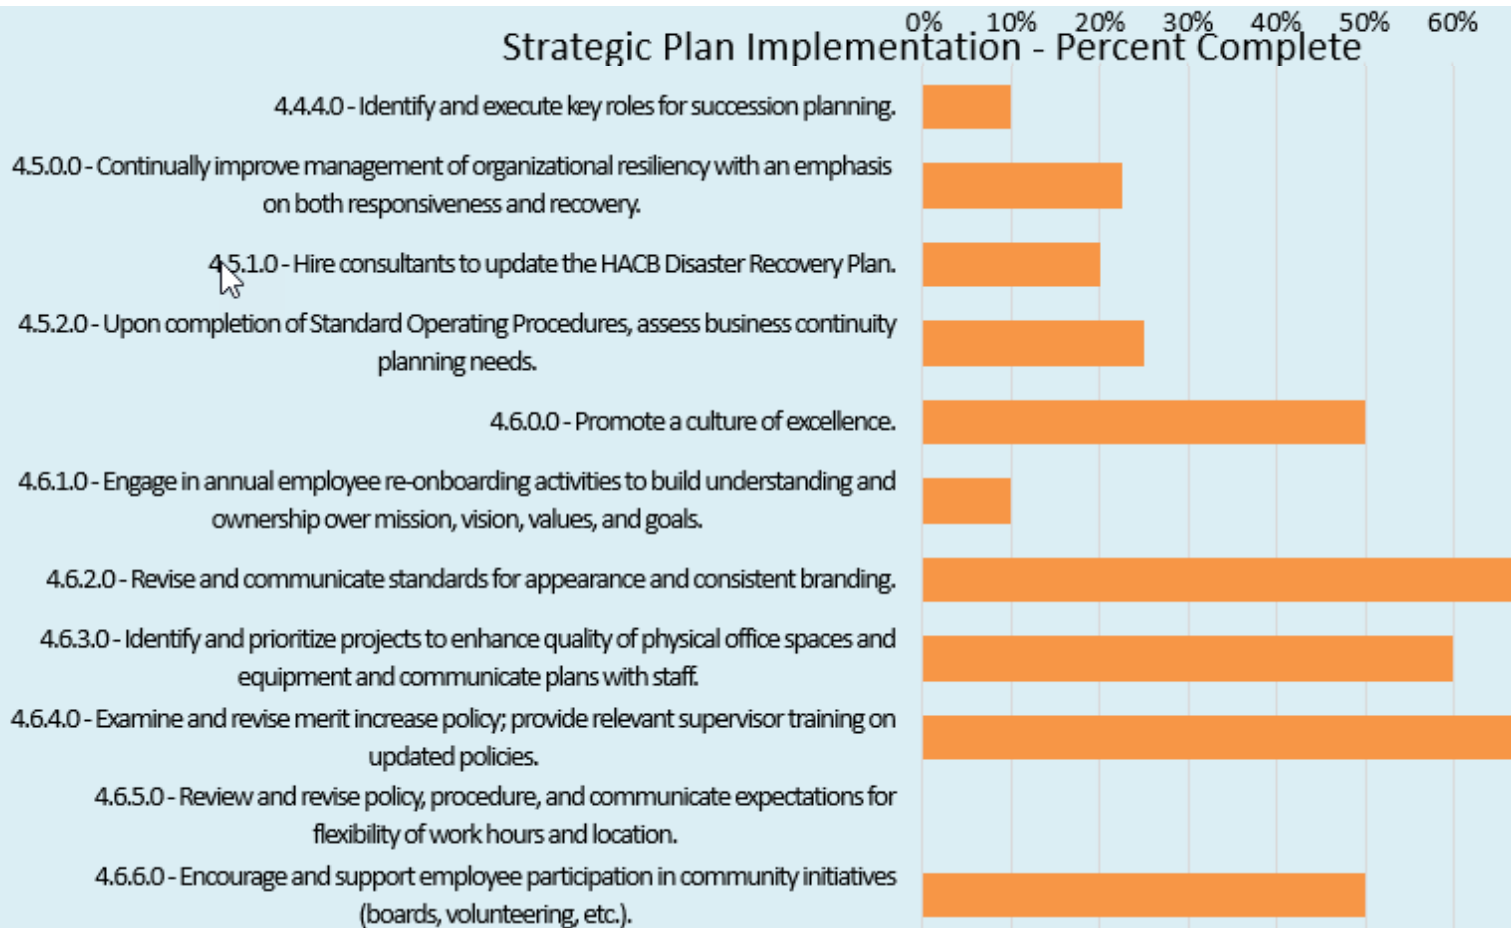 0% 10% 20% 30% 40% 50% 60%
Strategic Plan Implementation - Percent Complete
4.4.4.0 - Identify and execute key roles for succession planning.
4.5.0.0 - Continually improve management of organizational resiliency with an emphasis
on both responsiveness and recovery.
4.5.1.0 - Hire consultants to update the HACB Disaster Recovery Plan.
4.5.2.0 - Upon completion of Standard Operating Procedures, assess business continuity
planning needs.
4.6.0.0 - Promote a culture of excellence.
4.6.1.0 - Engage in annual employee re-onboarding activities to build understanding and
ownership over mission, vision, values, and goals.
4.6.2.0 - Revise and communicate standards for appearance and consistent branding.
4.6.3.0 - Identify and prioritize projects to enhance quality of physical office spaces and
equipment and communicate plans with staff.
4.6.4.0 - Examine and revise merit increase policy; provide relevant supervisor training on
updated policies.
4.6.5.0 - Review and revise policy, procedure, and communicate expectations for
flexibility of work hours and location.
4.6.6.0 - Encourage and support employee participation in community initiatives
(boards, volunteering, etc.).